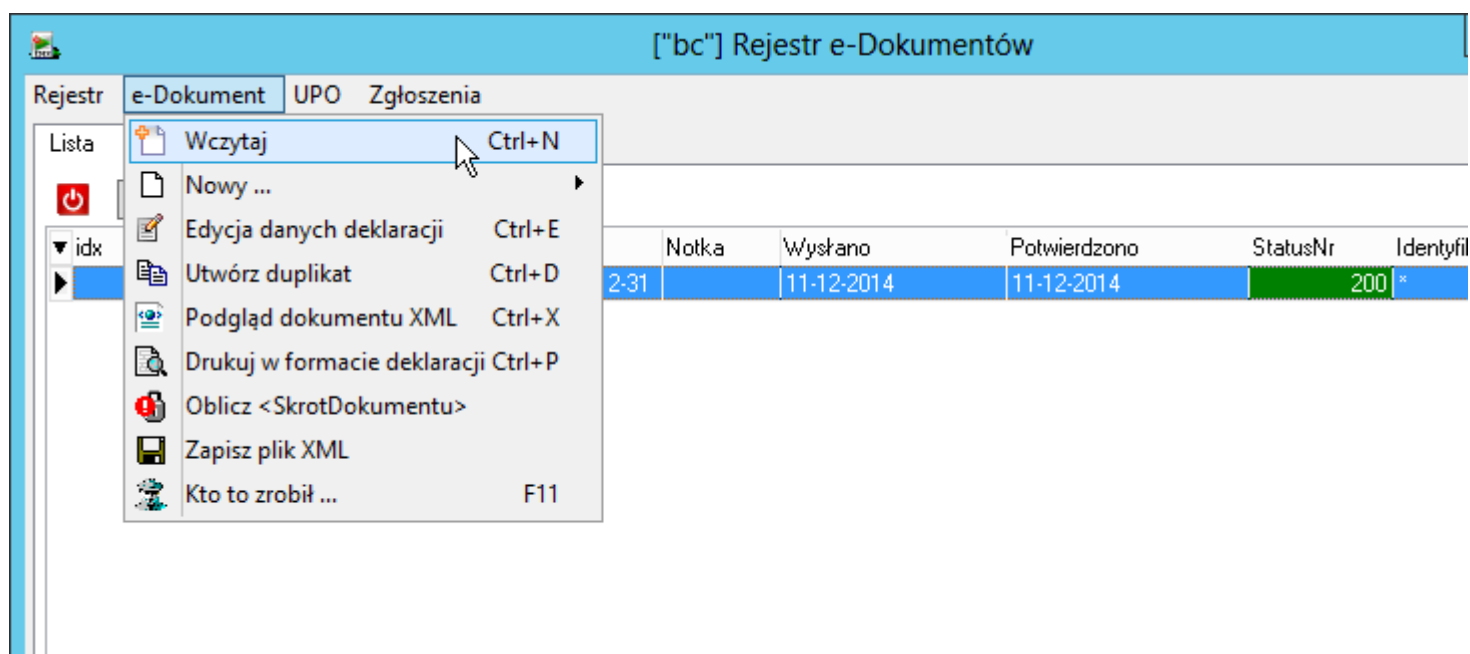 ["bc"] Rejestr e-Dokumentów
Rejestr e-Dokument UPO Zgłoszenia
Lista
Wczytaj Ctrl+N
Nowy ...
Edycja danych deklaracji Ctrl+E
Utwórz duplikat Ctrl+D
Podgląd dokumentu XML Ctrl+X
Drukuj w formacie deklaracji Ctrl+P
Oblicz <SkrotDokumentu>
Zapisz plik XML
Kto to zrobił ... F11
idx Notka Wysłano Potwierdzono StatusNr Identyfi
2-31 11-12-2014 11-12-2014 200 *